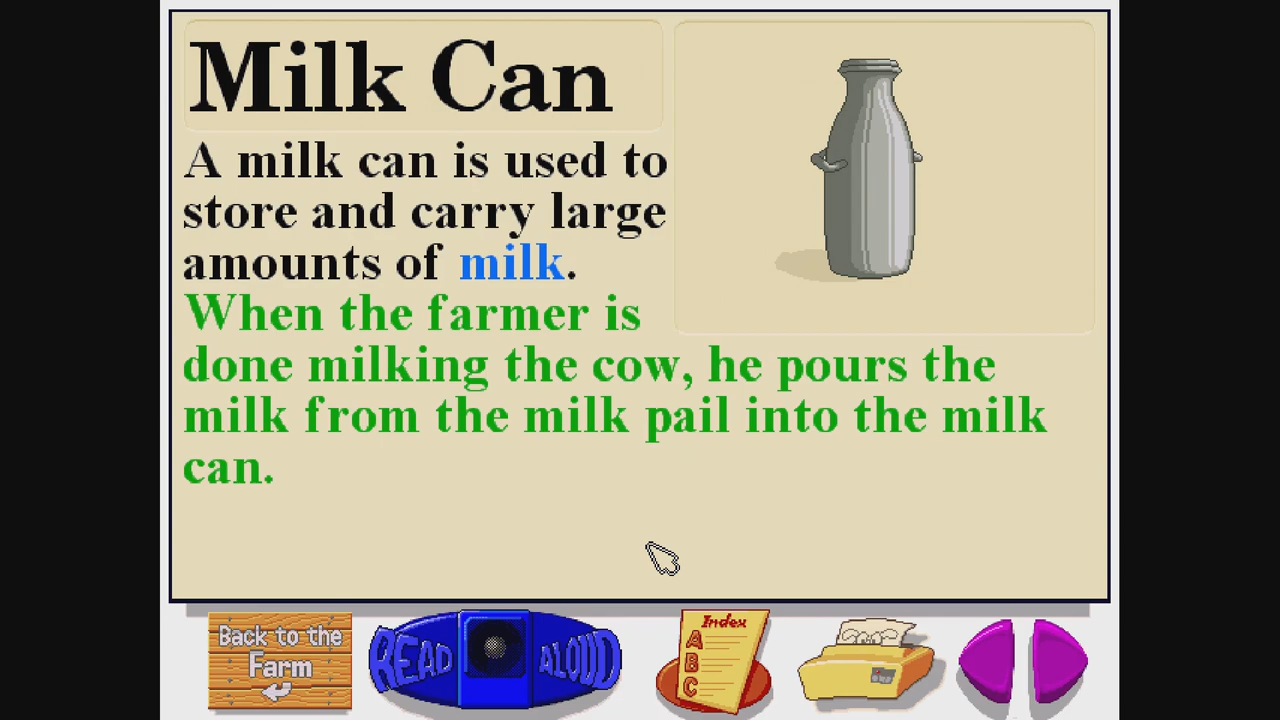 Milk Can
A milk can is used to
store and carry large
amounts of milk.
When the farmer is
done milking the cow, he pours the
milk from the milk pail into the milk
can.
Back to the
Farm
READ ALOUD
Index
A
B
C